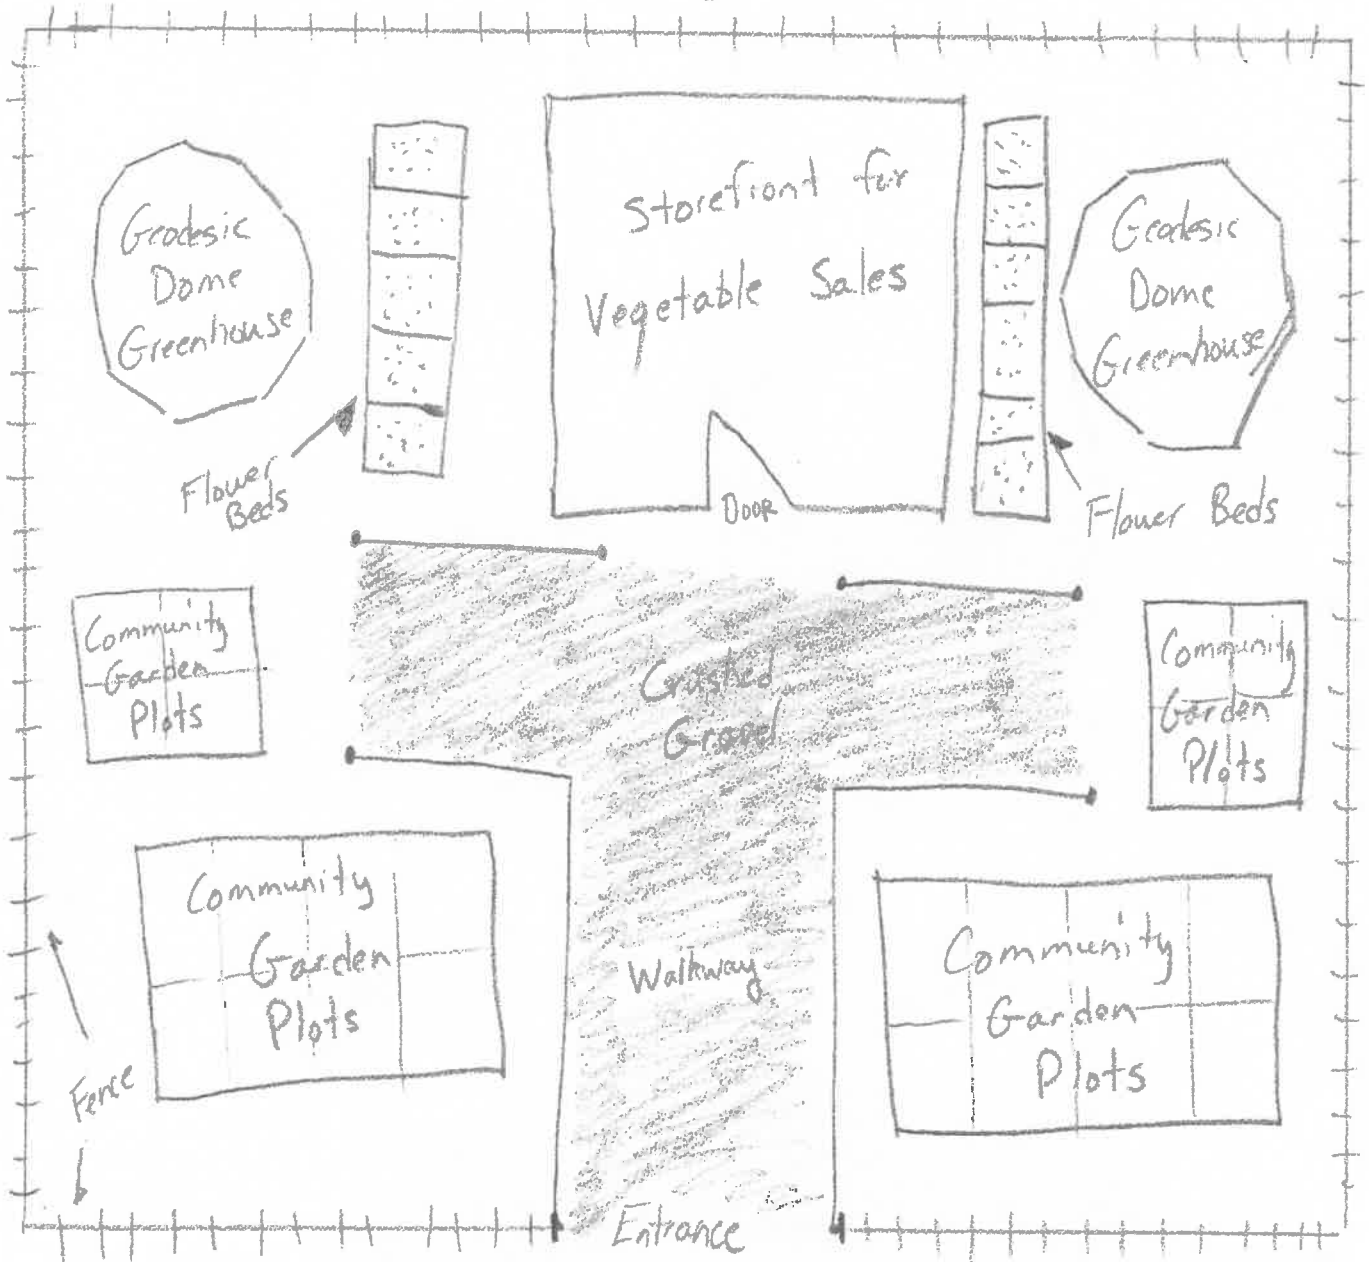 Geodesic
Dome
Greenhouse
Storefront for
Vegetable Sales
Geodesic
Dome
Greenhouse
Flower
Beds
DOOR
Flower Beds
Community
Garden
Plots
Crushed
Gravel
Community
Garden
Plots
Community
Garden
Plots
Walkway
Community
Garden
Plots
Fence
Entrance